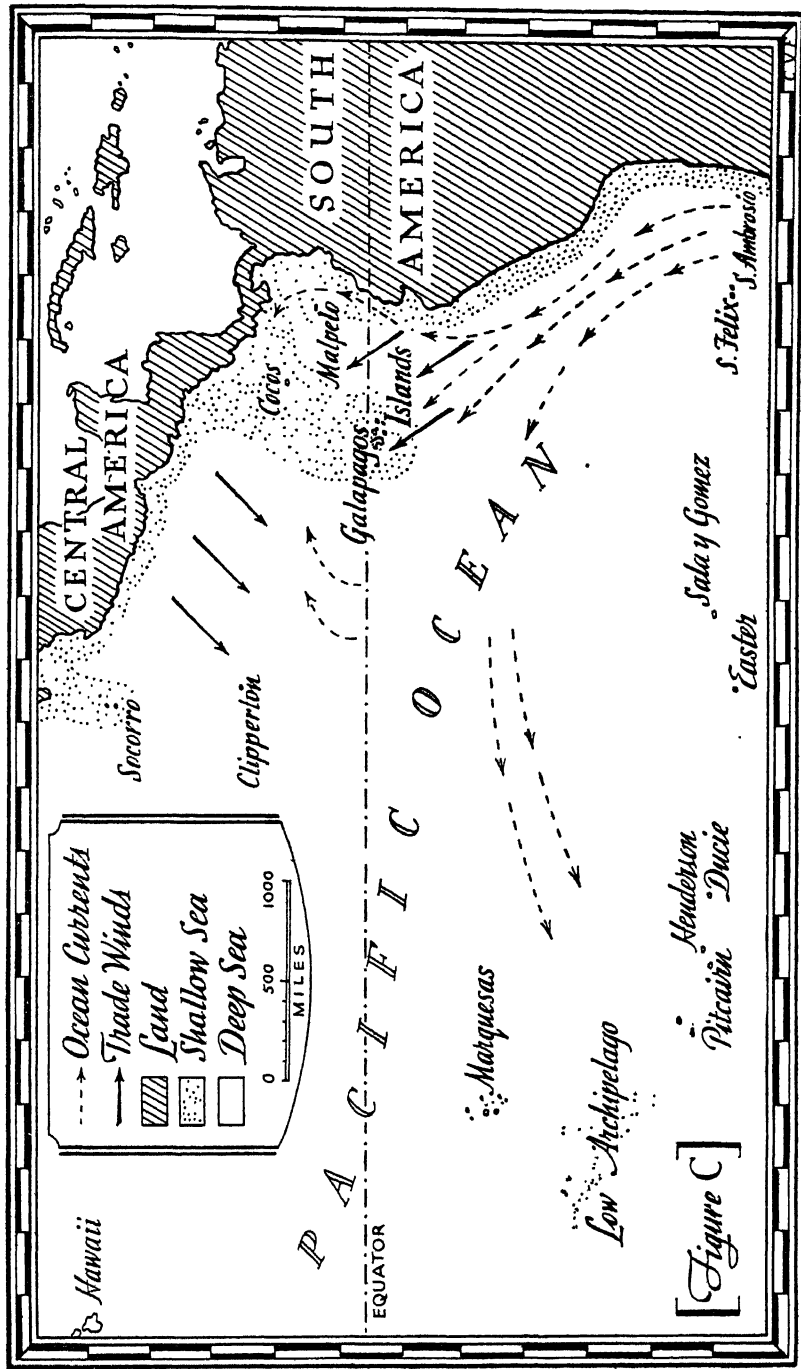 Hawaii
Ocean Currents
Trade Winds
Land
Shallow Sea
Deep Sea
0 500 1000
MILES
Socorro
Clipperton
CENTRAL
AMERICA
Cocos
Malpelo
SOUTH
AMERICA
Galapagos
Islands
EQUATOR
PACIFIC OCEAN
Marquesas
Low Archipelago
Pitcairn
Henderson
Ducie
Easter
Sala y Gomez
S. Felix
S. Ambrosio
[Figure C]